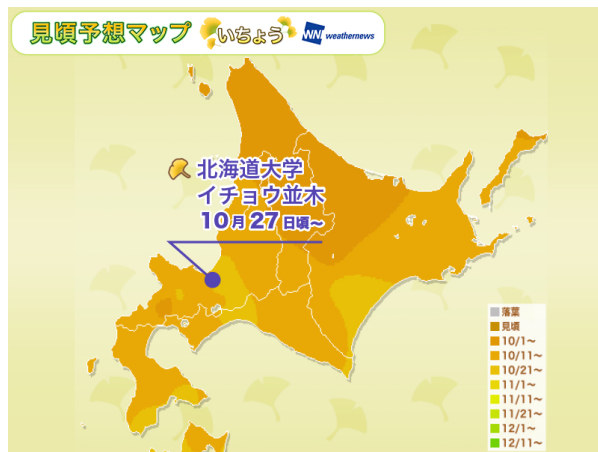 見頃予想マップ いちょう WN weathernews
北海道大学
イチョウ並木
10月27日頃～
落葉
見頃
10/1～
10/11～
10/21～
11/1～
11/11～
11/21～
12/1～
12/11～